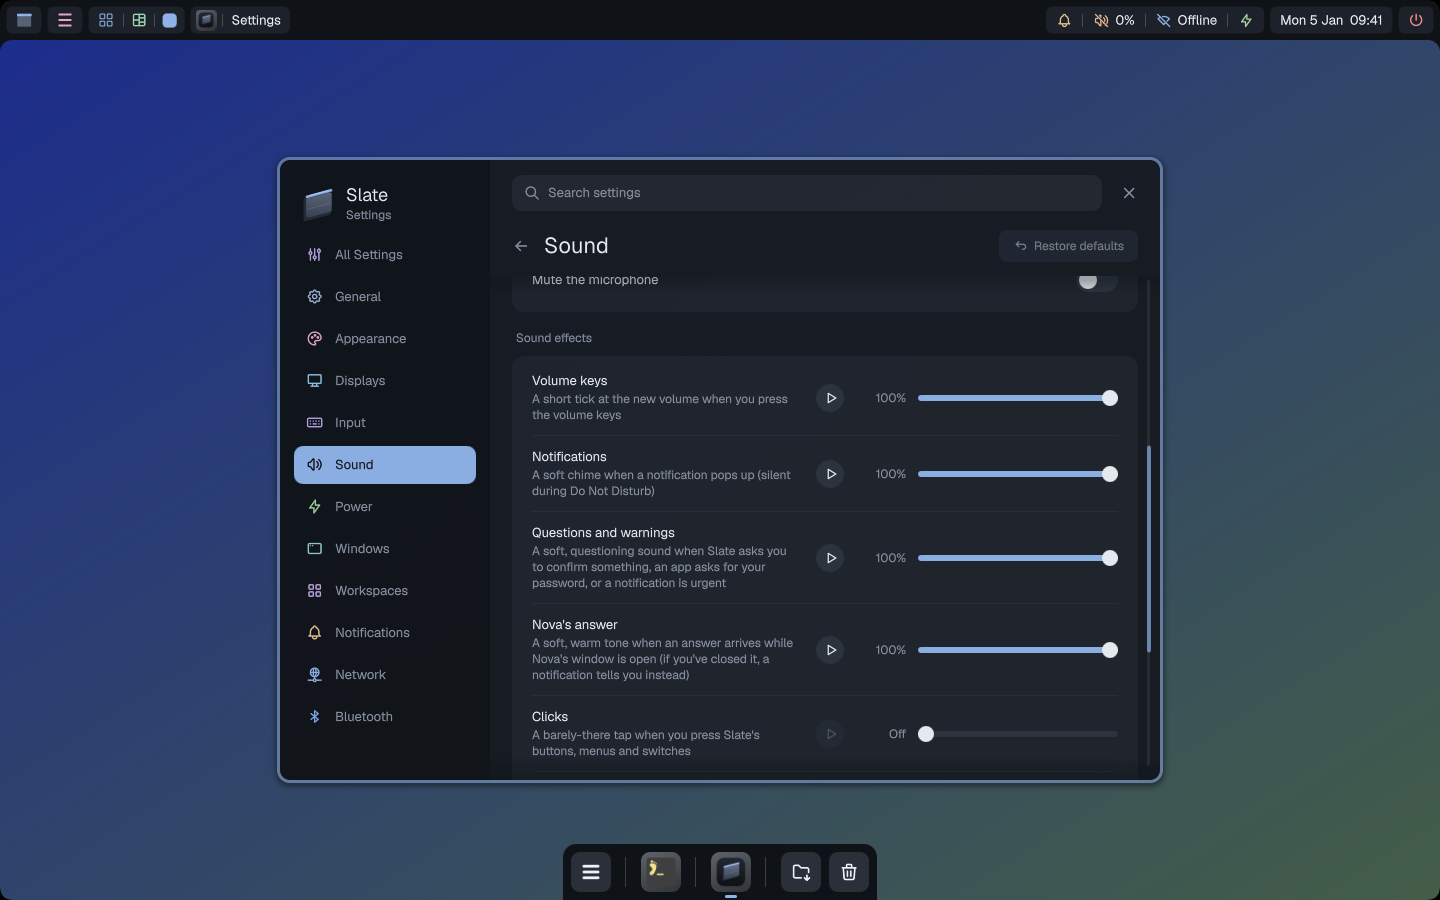 Settings
0%
Offline
Mon 5 Jan 09:41
Slate
Settings
Search settings
All Settings
General
Appearance
Displays
Input
Sound
Power
Windows
Workspaces
Notifications
Network
Bluetooth
Sound
Restore defaults
Mute the microphone
Sound effects
Volume keys
A short tick at the new volume when you press
the volume keys
100%
Notifications
A soft chime when a notification pops up (silent
during Do Not Disturb)
100%
Questions and warnings
A soft, questioning sound when Slate asks you
to confirm something, an app asks for your
password, or a notification is urgent
100%
Nova's answer
A soft, warm tone when an answer arrives while
Nova's window is open (if you've closed it, a
notification tells you instead)
100%
Clicks
A barely-there tap when you press Slate's
buttons, menus and switches
Off